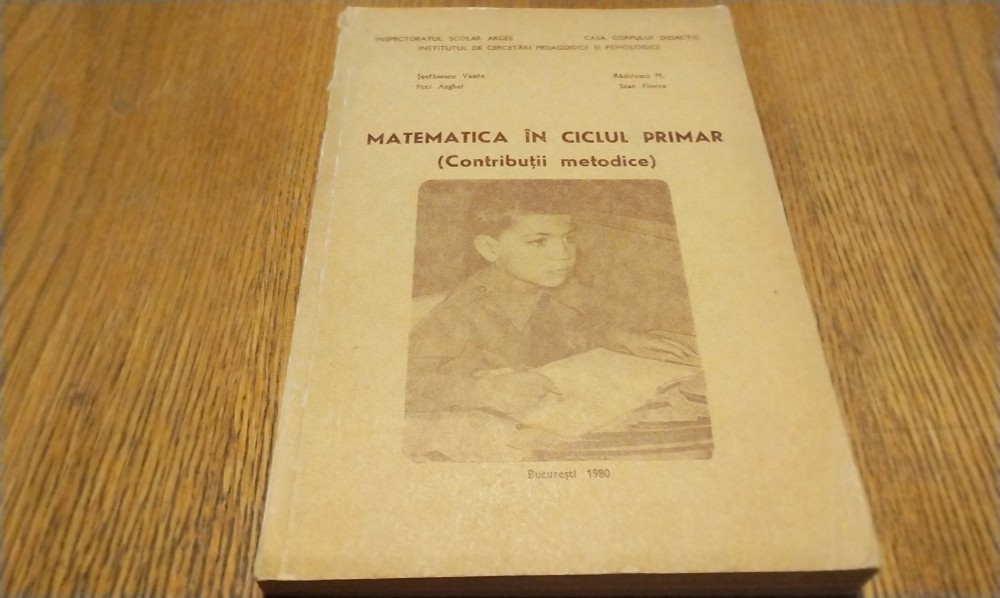 INSPECTORATUL ȘCOLAR ARGEȘ CASA CORPULUI DIDACTIC
INSTITUTUL DE CERCETĂRI PEDAGOGICE ȘI PSIHOLOGICE
Ștefănescu Vasile Rădulescu M.
Anghel Stan Florea
MATEMATICA ÎN CICLUL PRIMAR
(Contribuții metodice)
București 1980